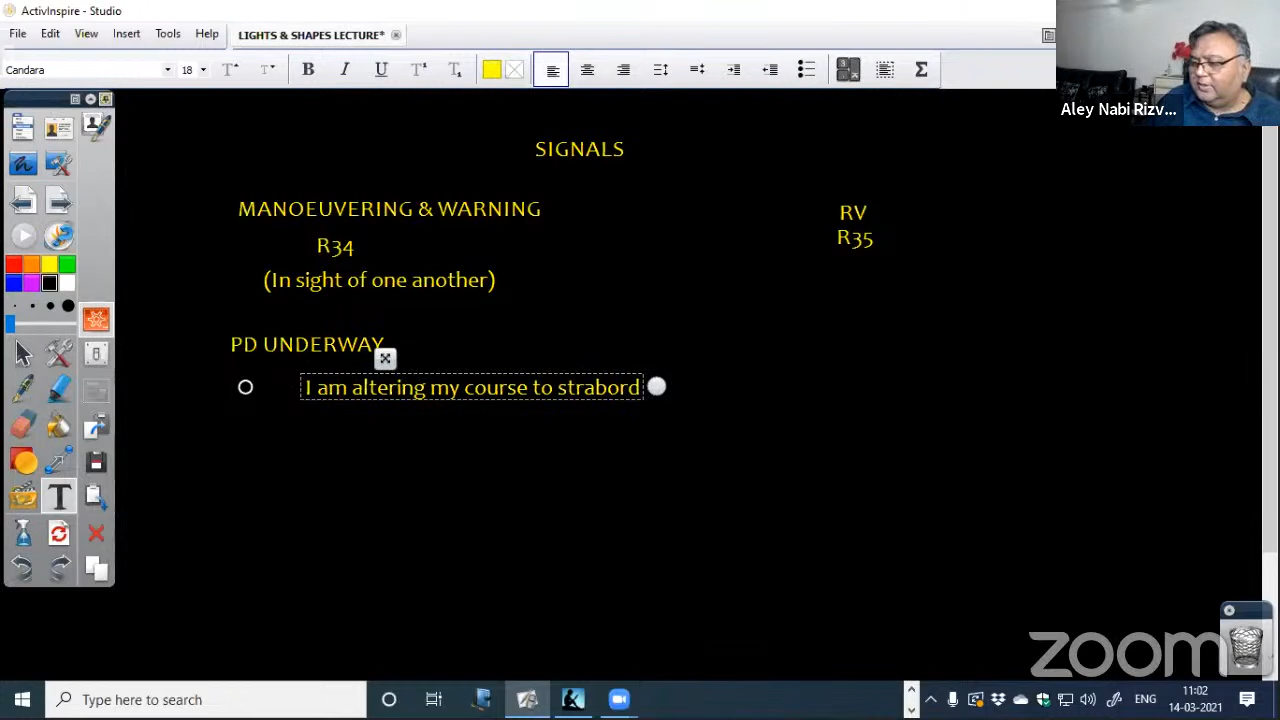 ActivInspire - Studio
File Edit View Insert Tools Help
LIGHTS & SHAPES LECTURE*
Candara 18
Aley Nabi Rizv...
SIGNALS
MANOEUVERING & WARNING
RV
R34
R35
(In sight of one another)
PD UNDERWAY
I am altering my course to strabord
zoom
Type here to search
ENG
11:02
14-03-2021